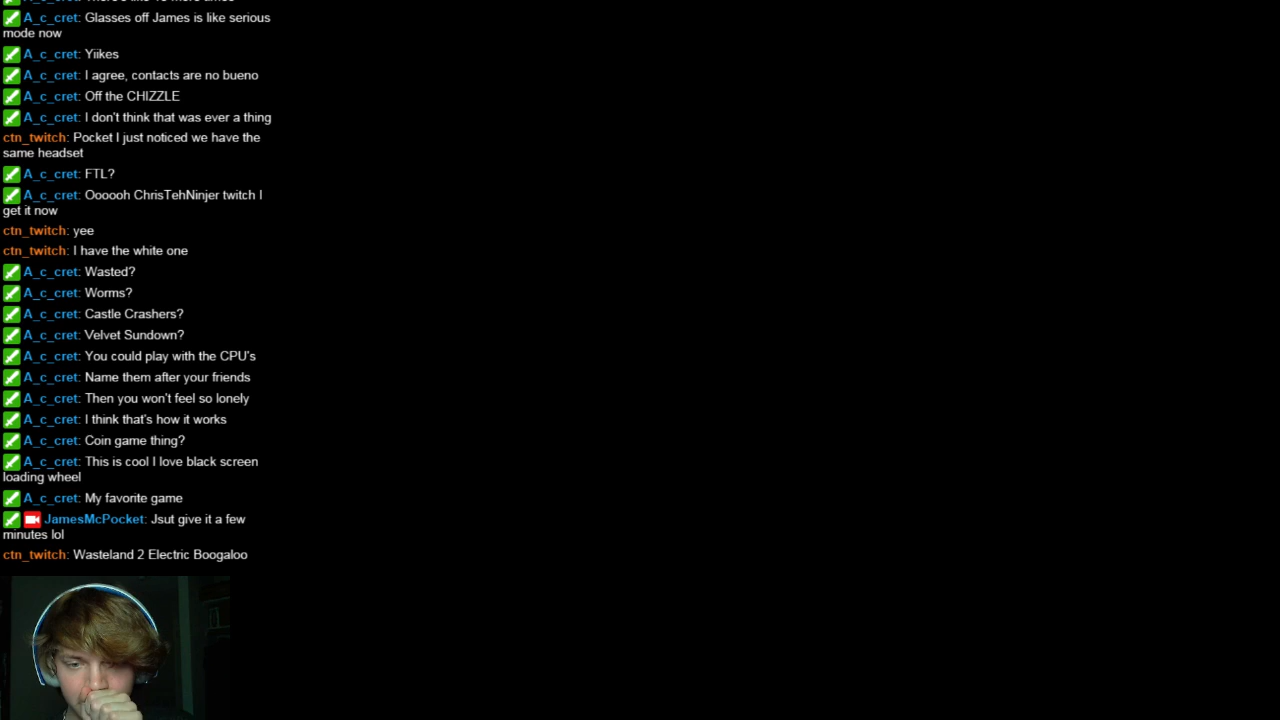 A_c_cret: Glasses off James is like serious
mode now
A_c_cret: Yiikes
A_c_cret: I agree, contacts are no bueno
A_c_cret: Off the CHIZZLE
A_c_cret: I don't think that was ever a thing
ctn_twitch: Pocket I just noticed we have the
same headset
A_c_cret: FTL?
A_c_cret: Oooooh ChrisTehNinjer twitch I
get it now
ctn_twitch: yee
ctn_twitch: I have the white one
A_c_cret: Wasted?
A_c_cret: Worms?
A_c_cret: Castle Crashers?
A_c_cret: Velvet Sundown?
A_c_cret: You could play with the CPU's
A_c_cret: Name them after your friends
A_c_cret: Then you won't feel so lonely
A_c_cret: I think that's how it works
A_c_cret: Coin game thing?
A_c_cret: This is cool I love black screen
loading wheel
A_c_cret: My favorite game
JamesMcPocket: Jsut give it a few
minutes lol
ctn_twitch: Wasteland 2 Electric Boogaloo